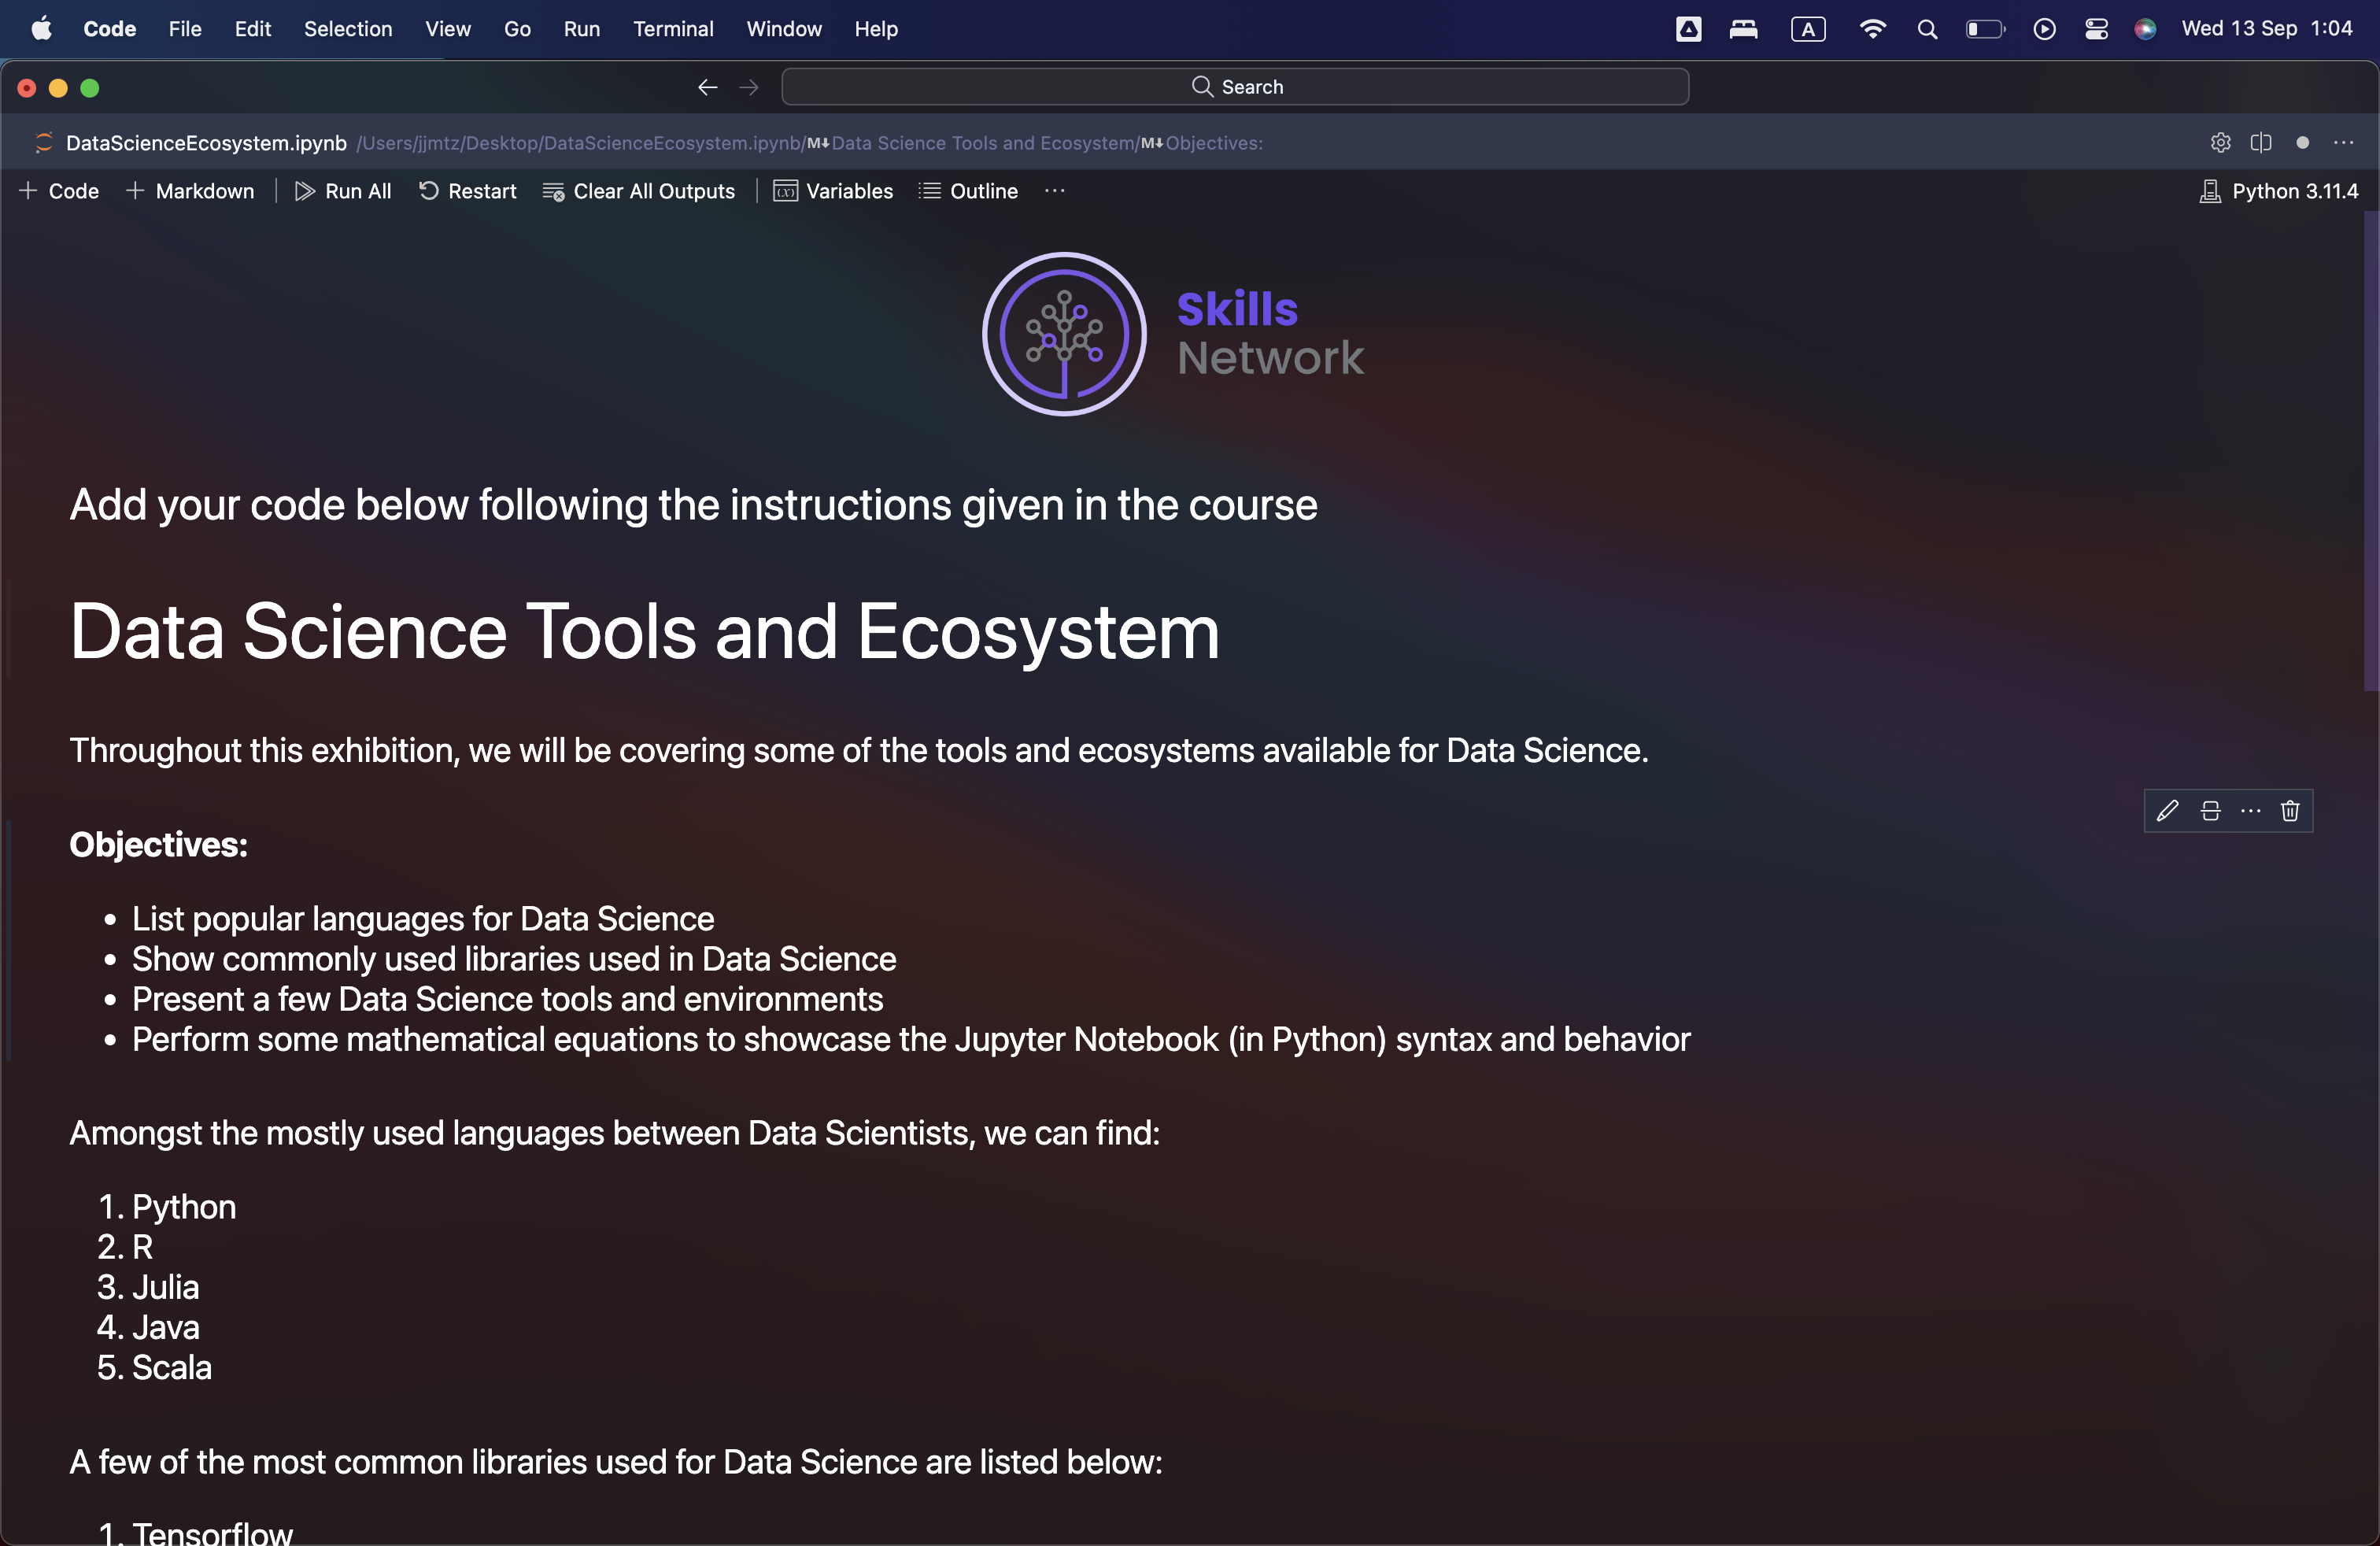 Code File Edit Selection View Go Run Terminal Window Help A Wed 13 Sep 1:04
Search
DataScienceEcosystem.ipynb /Users/jjmtz/Desktop/DataScienceEcosystem.ipynb/M↓Data Science Tools and Ecosystem/M↓Objectives:
+ Code + Markdown Run All Restart Clear All Outputs (x) Variables Outline ··· Python 3.11.4
Skills
Network
Add your code below following the instructions given in the course
Data Science Tools and Ecosystem
Throughout this exhibition, we will be covering some of the tools and ecosystems available for Data Science.
Objectives:
• List popular languages for Data Science
• Show commonly used libraries used in Data Science
• Present a few Data Science tools and environments
• Perform some mathematical equations to showcase the Jupyter Notebook (in Python) syntax and behavior
Amongst the mostly used languages between Data Scientists, we can find:
1. Python
2. R
3. Julia
4. Java
5. Scala
A few of the most common libraries used for Data Science are listed below:
1. Tensorflow